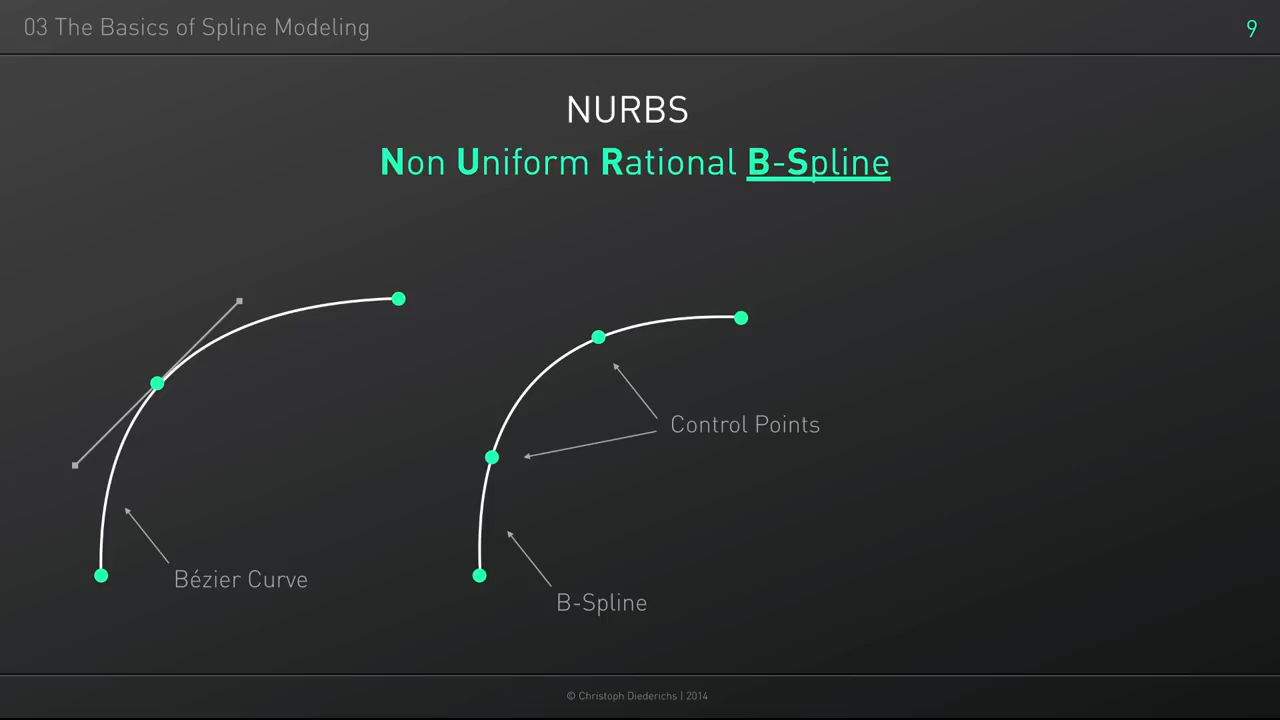 03 The Basics of Spline Modeling
9
NURBS
Non Uniform Rational B-Spline
Control Points
Bézier Curve
B-Spline
© Christoph Diederichs | 2014